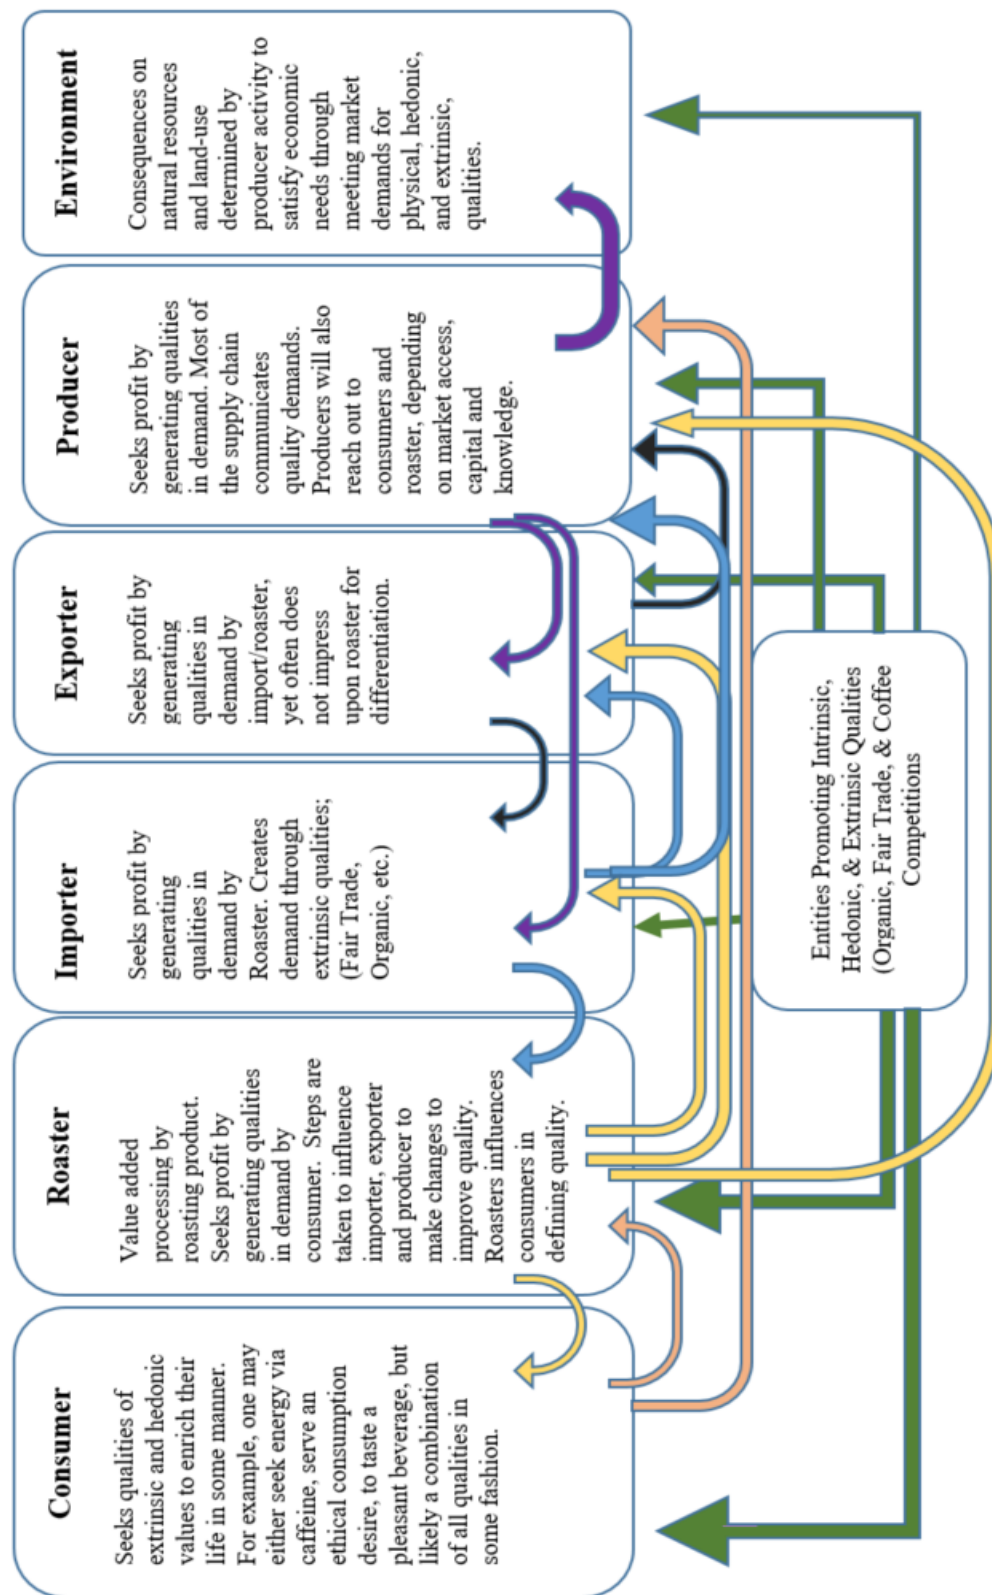 Consumer
Seeks qualities of
extrinsic and hedonic
values to enrich their
life in some manner.
For example, one may
either seek energy via
caffeine, serve an
ethical consumption
desire, to taste a
pleasant beverage, but
likely a combination
of all qualities in
some fashion.
Roaster
Value added
processing by
roasting product.
Seeks profit by
generating qualities
in demand by
consumer. Steps are
taken to influence
importer, exporter
and producer to
make changes to
improve quality.
Roasters influences
consumers in
defining quality.
Importer
Seeks profit by
generating
qualities in
demand by
Roaster. Creates
demand through
extrinsic qualities;
(Fair Trade,
Organic, etc.)
Exporter
Seeks profit by
generating
qualities in
demand by
import/roaster,
yet often does
not impress
upon roaster for
differentiation.
Producer
Seeks profit by
generating qualities
in demand. Most of
the supply chain
communicates
quality demands.
Producers will also
reach out to
consumers and
roaster, depending
on market access,
capital and
knowledge.
Environment
Consequences on
natural resources
and land-use
determined by
producer activity to
satisfy economic
needs through
meeting market
demands for
physical, hedonic,
and extrinsic,
qualities.
Entities Promoting Intrinsic,
Hedonic, & Extrinsic Qualities
(Organic, Fair Trade, & Coffee
Competitions